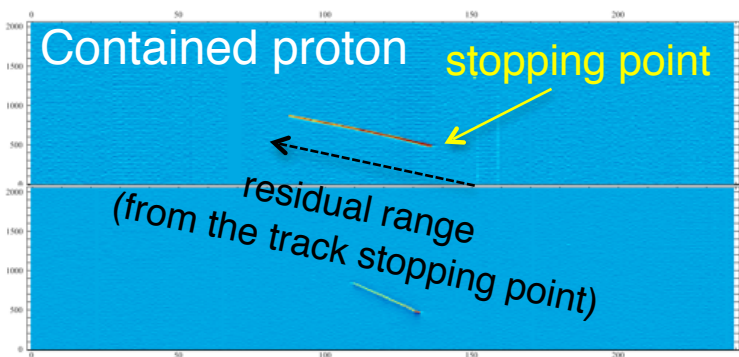 0 50 100 150 200
2000
1500
1000
500
0
Contained proton
stopping point
residual range
(from the track stopping point)
2000
1500
1000
500
0
0 50 100 150 200